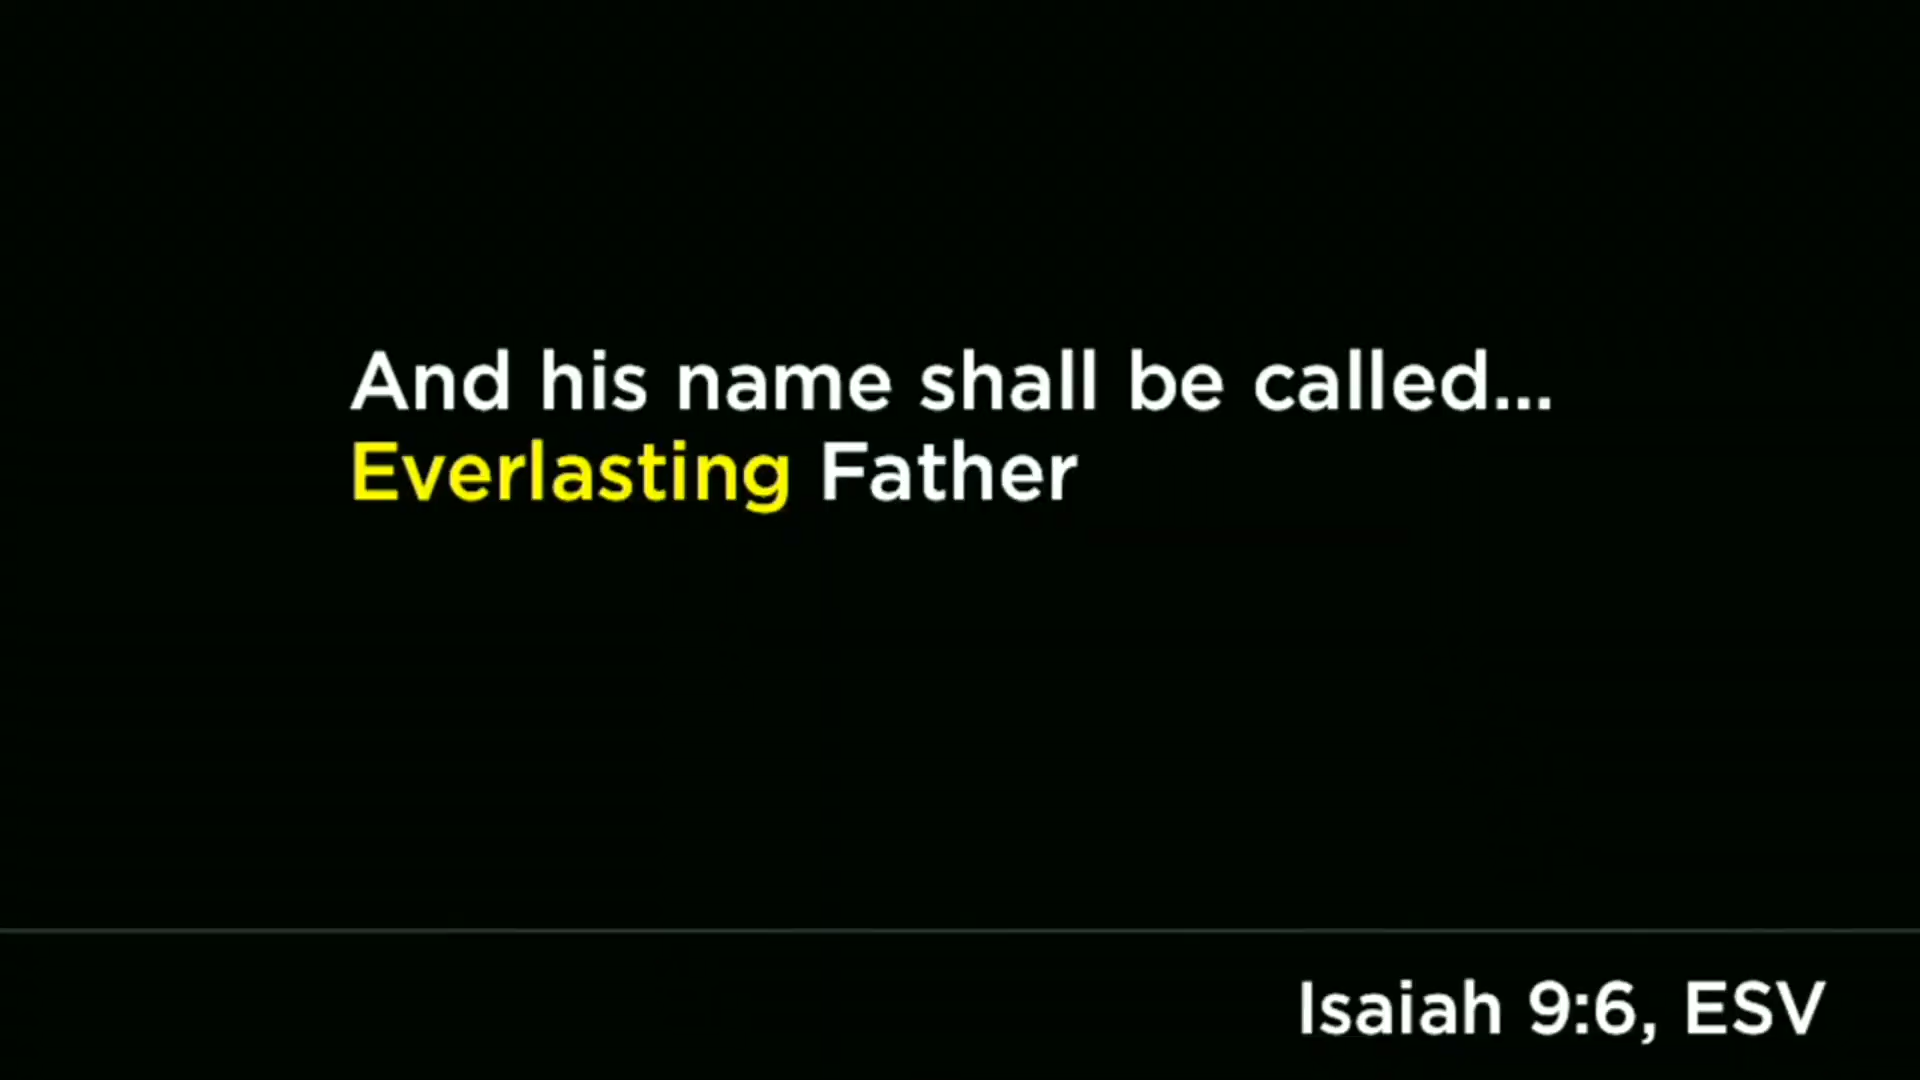 And his name shall be called...
Everlasting Father
Isaiah 9:6, ESV